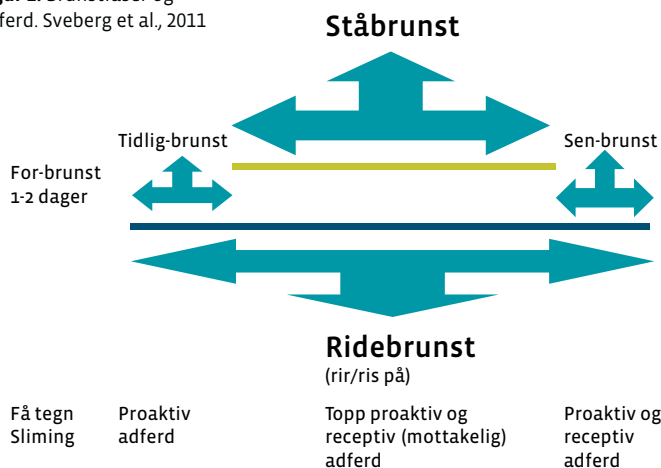 ferd. Sveberg et al., 2011
Ståbrunst
Tidlig-brunst
Sen-brunst
For-brunst
1-2 dager
Ridebrunst
(rir/ris på)
Få tegn
Sliming
Proaktiv
adferd
Topp proaktiv og
receptiv (mottakelig)
adferd
Proaktiv og
receptiv
adferd